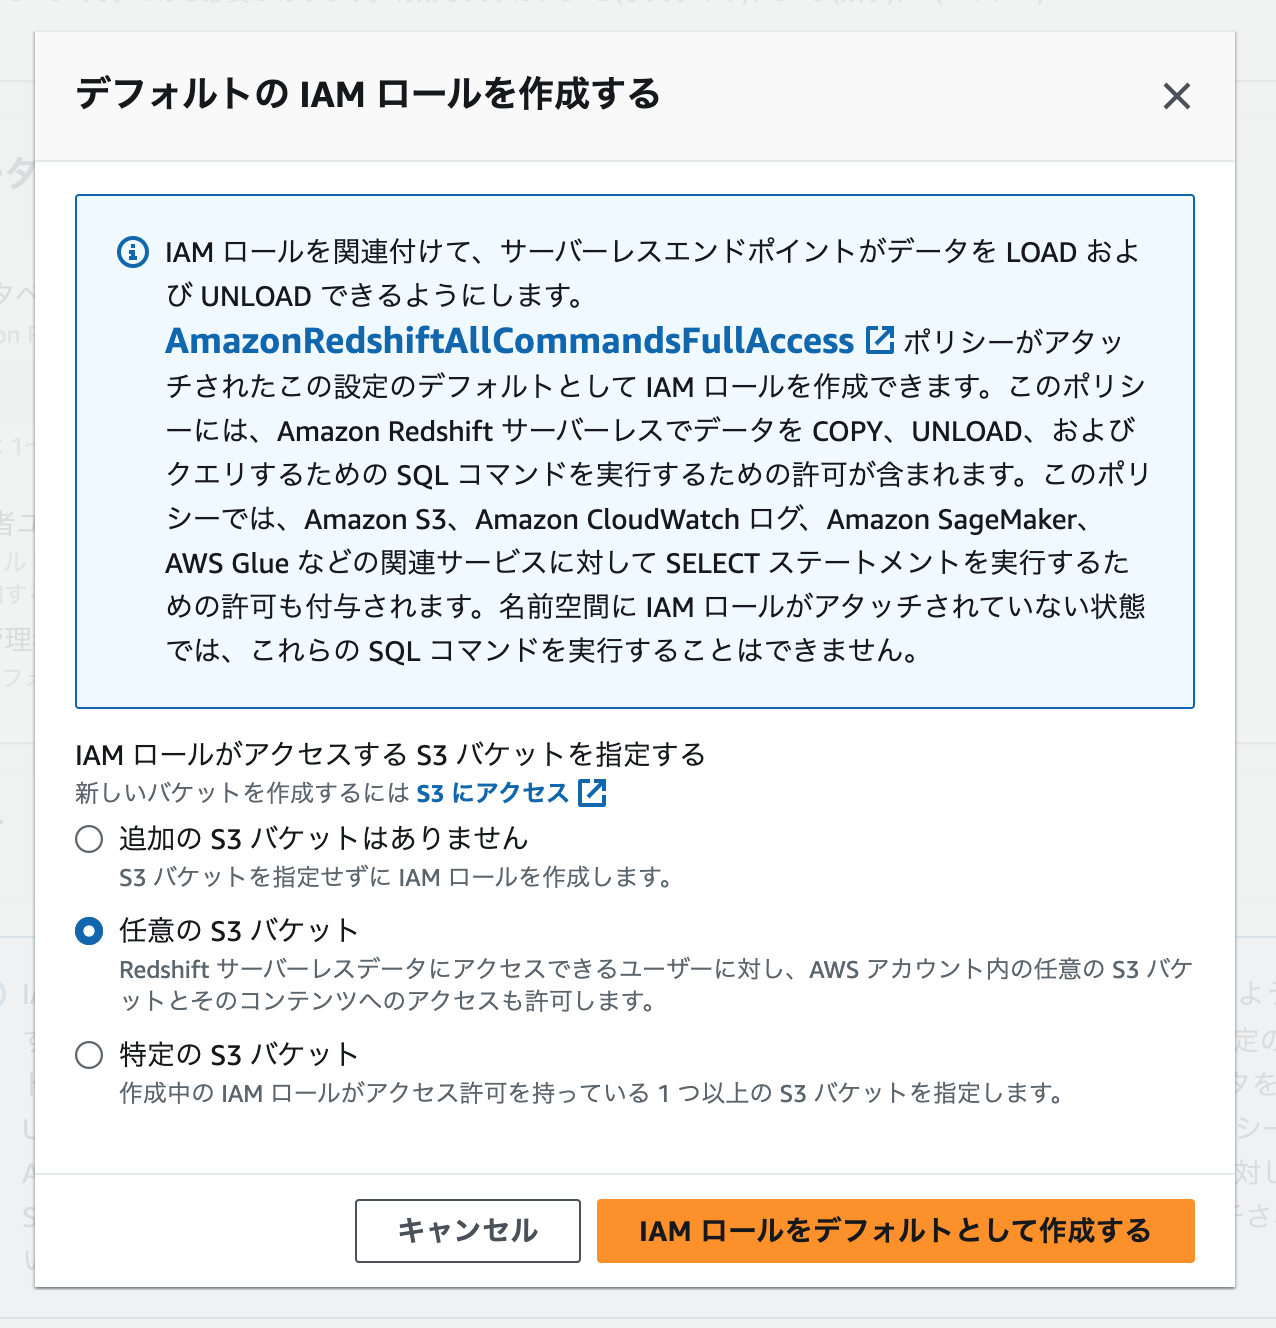 デフォルトの IAM ロールを作成する
IAM ロールを関連付けて、サーバーレスエンドポイントがデータを LOAD およ
び UNLOAD できるようにします。
AmazonRedshiftAllCommandsFullAccess ポリシーがアタッ
チされたこの設定のデフォルトとして IAM ロールを作成できます。このポリシ
ーには、Amazon Redshift サーバーレスでデータを COPY、UNLOAD、および
クエリするための SQL コマンドを実行するための許可が含まれます。このポリ
シーでは、Amazon S3、Amazon CloudWatch ログ、Amazon SageMaker、
AWS Glue などの関連サービスに対して SELECT ステートメントを実行するた
めの許可も付与されます。名前空間に IAM ロールがアタッチされていない状態
では、これらの SQL コマンドを実行することはできません。
IAM ロールがアクセスする S3 バケットを指定する
新しいバケットを作成するには S3 にアクセス
追加の S3 バケットはありません
S3 バケットを指定せずに IAM ロールを作成します。
任意の S3 バケット
Redshift サーバーレスデータにアクセスできるユーザーに対し、AWS アカウント内の任意の S3 バケ
ットとそのコンテンツへのアクセスも許可します。
特定の S3 バケット
作成中の IAM ロールがアクセス許可を持っている 1 つ以上の S3 バケットを指定します。
キャンセル
IAM ロールをデフォルトとして作成する